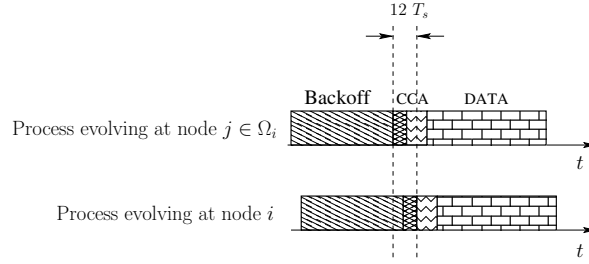 12 T_s
Backoff CCA DATA
Process evolving at node j ∈ Ω_i
t
Process evolving at node i
t